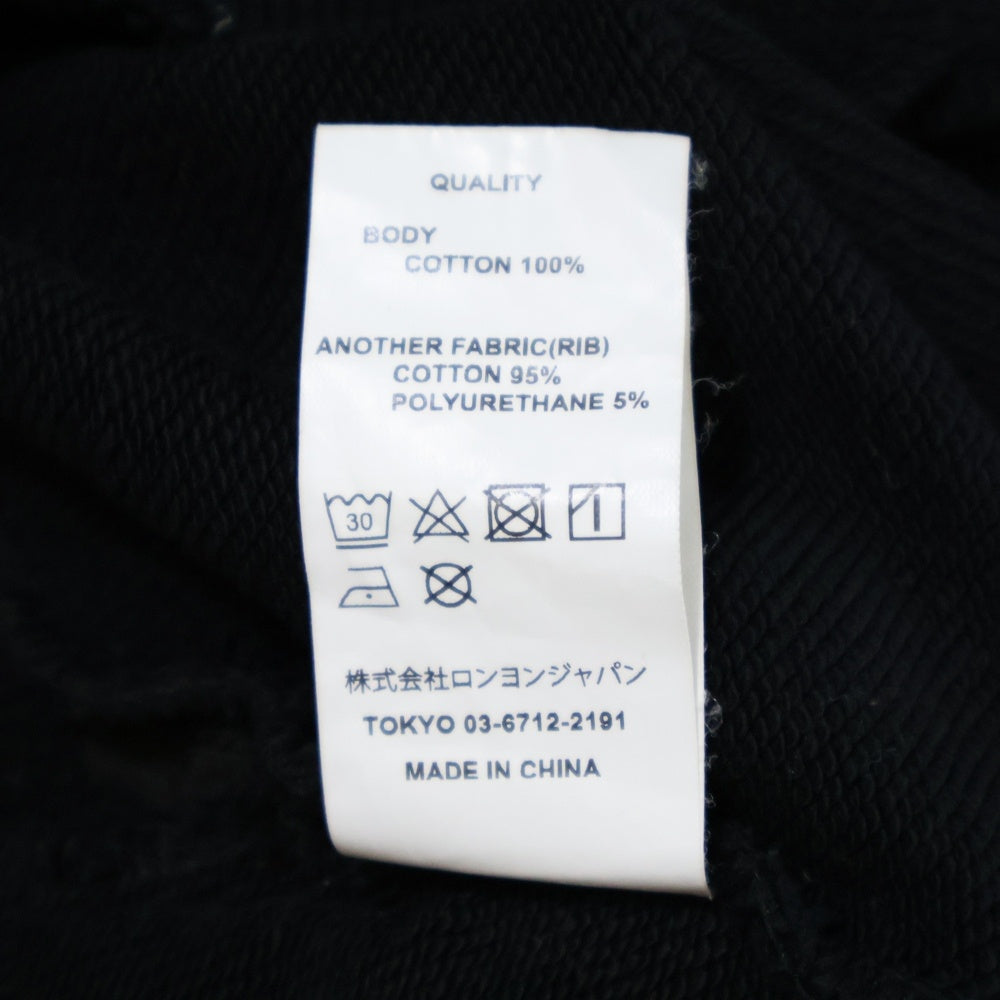 QUALITY
BODY
COTTON 100%
ANOTHER FABRIC(RIB)
COTTON 95%
POLYURETHANE 5%
30
株式会社ロンヨンジャパン
TOKYO 03-6712-2191
MADE IN CHINA